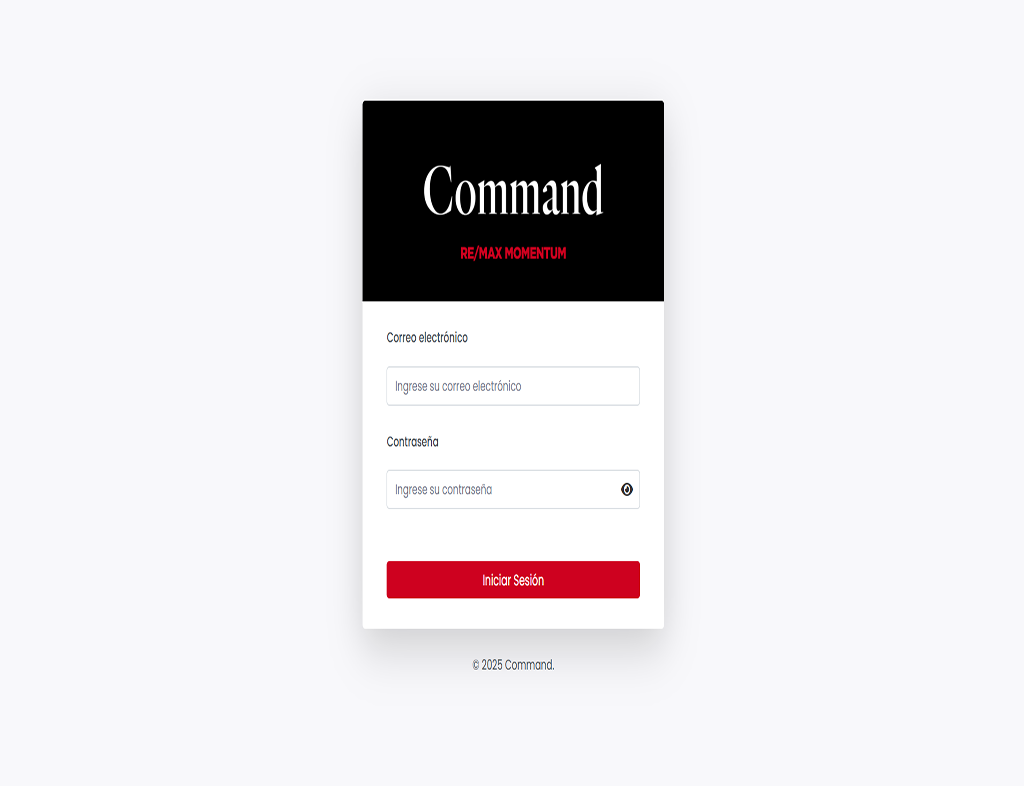 Command
RE/MAX MOMENTUM
Correo electrónico
Ingrese su correo electrónico
Contraseña
Ingrese su contraseña
Iniciar Sesión
© 2025 Command.